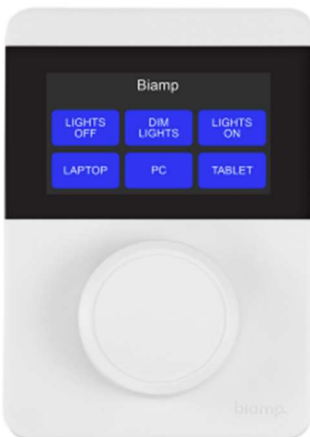 Biamp
LIGHTS
OFF
DIM
LIGHTS
LIGHTS
ON
LAPTOP
PC
TABLET
biamp.